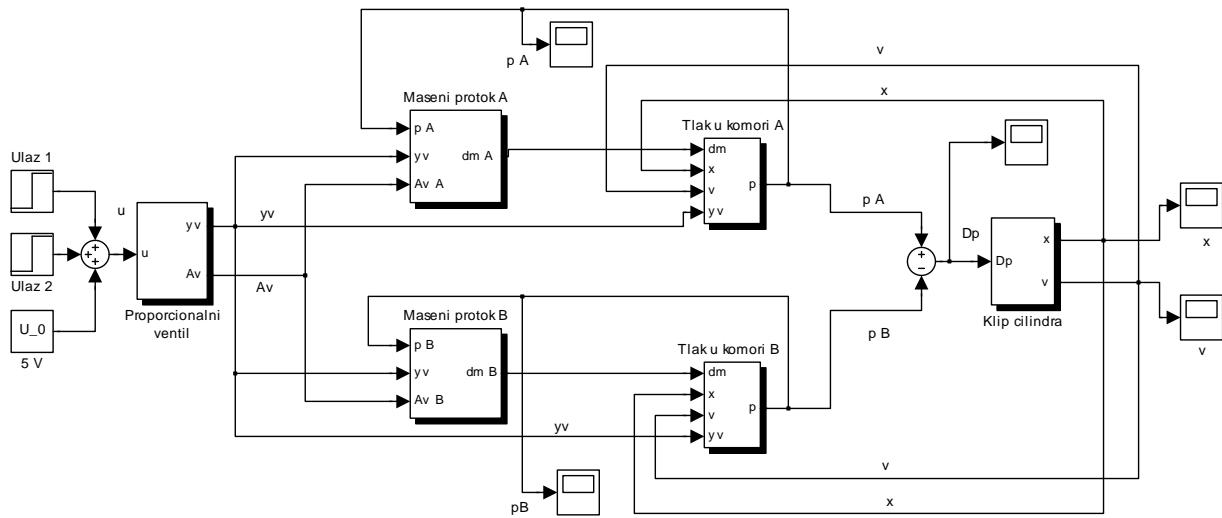 v
p A
x
Maseni protok A
Tlak u komori A
p A
yv
Av A
dm A
dm
x
v
yv
p
Ulaz 1
u
yv
p A
u
yv
Av
Ulaz 2
Av
Dp
Dp
x
v
x
U_0
5 V
Proporcionalni
ventil
Maseni protok B
p B
yv
Av B
dm B
Tlak u komori B
dm
x
v
yv
p
p B
Klip cilindra
v
yv
v
pB
x